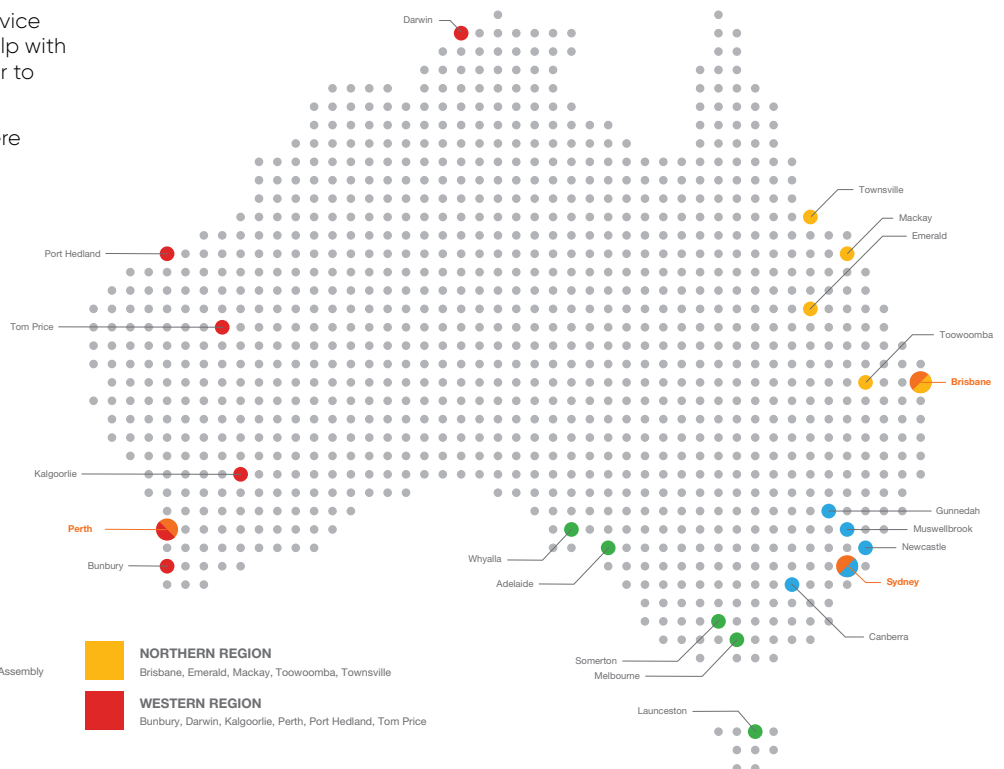 vice
lp with
r to
ere
Darwin
Townsville
Mackay
Emerald
Port Hedland
Tom Price
Toowoomba
Brisbane
Kalgoorlie
Gunnedah
Perth
Muswellbrook
Newcastle
Whyalla
Bunbury
Adelaide
Sydney
Canberra
Somerton
Melbourne
Launceston
Assembly
NORTHERN REGION
Brisbane, Emerald, Mackay, Toowoomba, Townsville
WESTERN REGION
Bunbury, Darwin, Kalgoorlie, Perth, Port Hedland, Tom Price